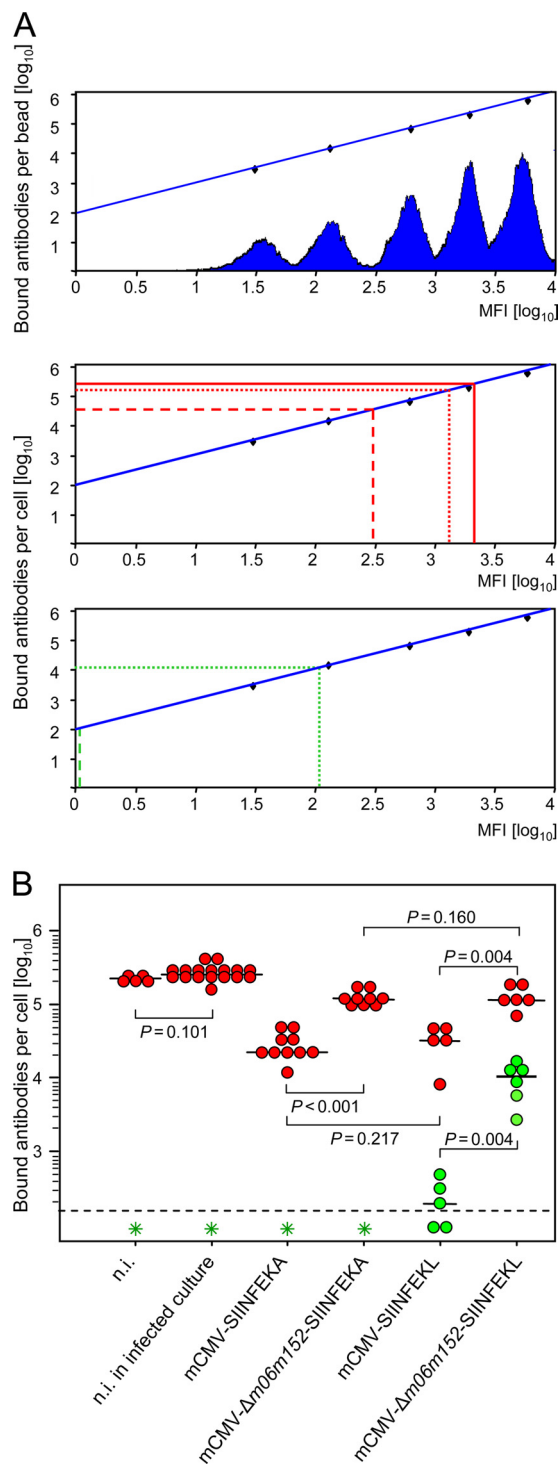 A
Bound antibodies per bead [log10]
6
5
4
3
2
1
0 0.5 1 1.5 2 2.5 3 3.5 4
MFI [log10]
Bound antibodies per cell [log10]
6
5
4
3
2
1
0 0.5 1 1.5 2 2.5 3 3.5 4
MFI [log10]
6
5
4
3
2
1
0 0.5 1 1.5 2 2.5 3 3.5 4
MFI [log10]
B
Bound antibodies per cell [log10]
6
5
4
3
P = 0.160
P = 0.004
P = 0.101
P < 0.001
P = 0.217
P = 0.004
* * * *
n.i.
n.i. in infected culture
mCMV-SIINFEKA
mCMV-Δm06m152-SIINFEKA
mCMV-SIINFEKL
mCMV-Δm06m152-SIINFEKL